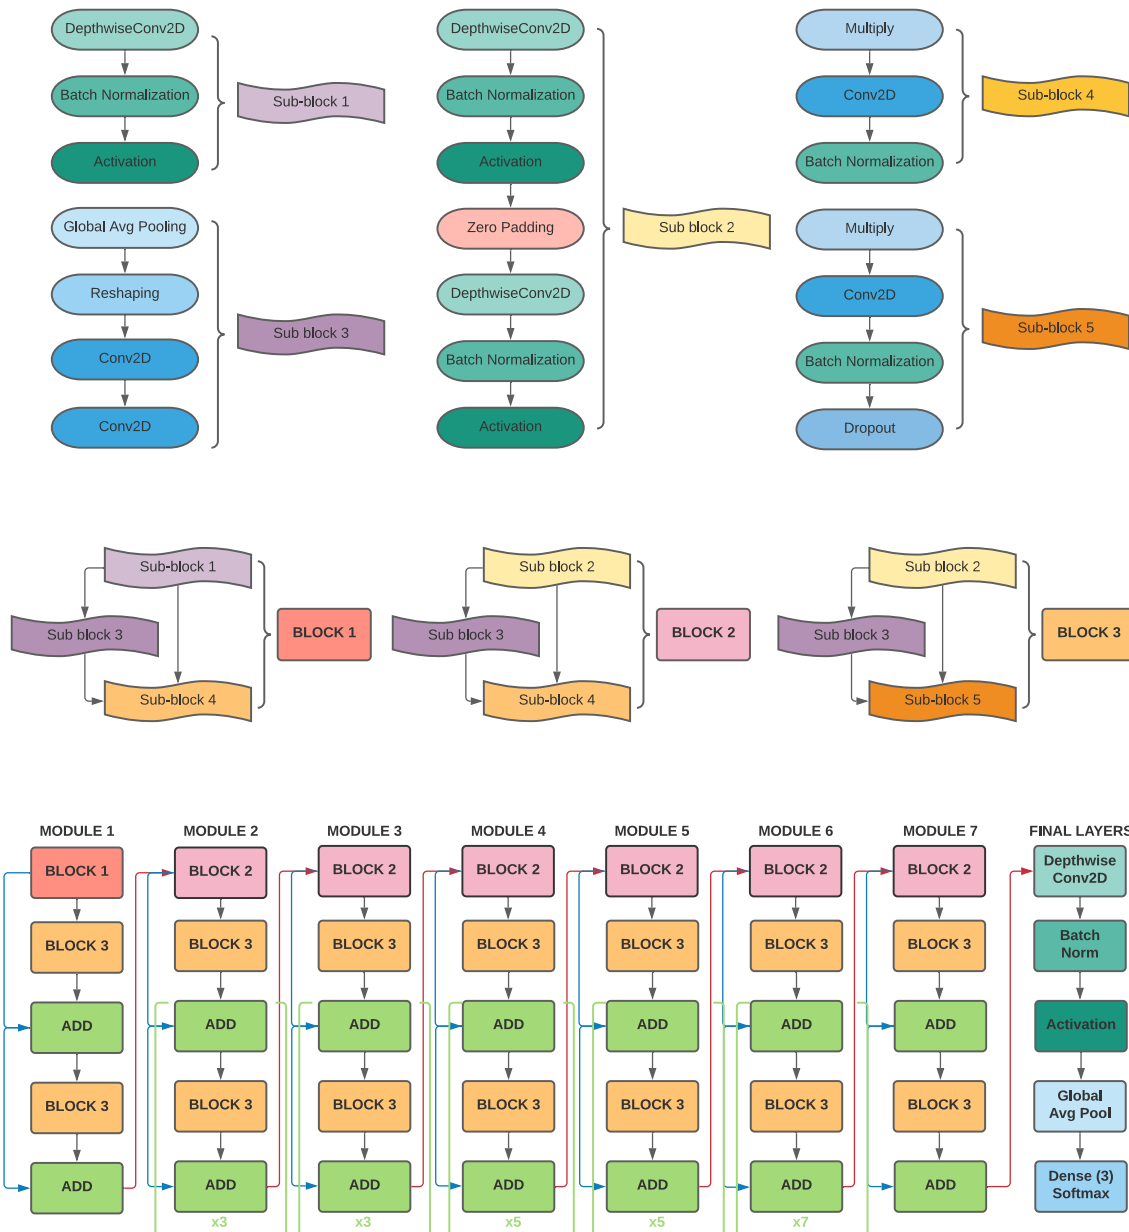 DepthwiseConv2D
Batch Normalization
Activation
Sub-block 1
Global Avg Pooling
Reshaping
Conv2D
Conv2D
Sub block 3
DepthwiseConv2D
Batch Normalization
Activation
Zero Padding
DepthwiseConv2D
Batch Normalization
Activation
Sub block 2
Multiply
Conv2D
Batch Normalization
Sub-block 4
Multiply
Conv2D
Batch Normalization
Dropout
Sub-block 5
Sub-block 1
Sub block 3
Sub-block 4
BLOCK 1
Sub block 2
Sub block 3
Sub-block 4
BLOCK 2
Sub block 2
Sub block 3
Sub-block 5
BLOCK 3
MODULE 1
BLOCK 1
BLOCK 3
ADD
BLOCK 3
ADD
MODULE 2
BLOCK 2
BLOCK 3
ADD
BLOCK 3
ADD
x3
MODULE 3
BLOCK 2
BLOCK 3
ADD
BLOCK 3
ADD
x3
MODULE 4
BLOCK 2
BLOCK 3
ADD
BLOCK 3
ADD
x5
MODULE 5
BLOCK 2
BLOCK 3
ADD
BLOCK 3
ADD
x5
MODULE 6
BLOCK 2
BLOCK 3
ADD
BLOCK 3
ADD
x7
MODULE 7
BLOCK 2
BLOCK 3
ADD
BLOCK 3
ADD
FINAL LAYERS
Depthwise
Conv2D
Batch
Norm
Activation
Global
Avg Pool
Dense (3)
Softmax